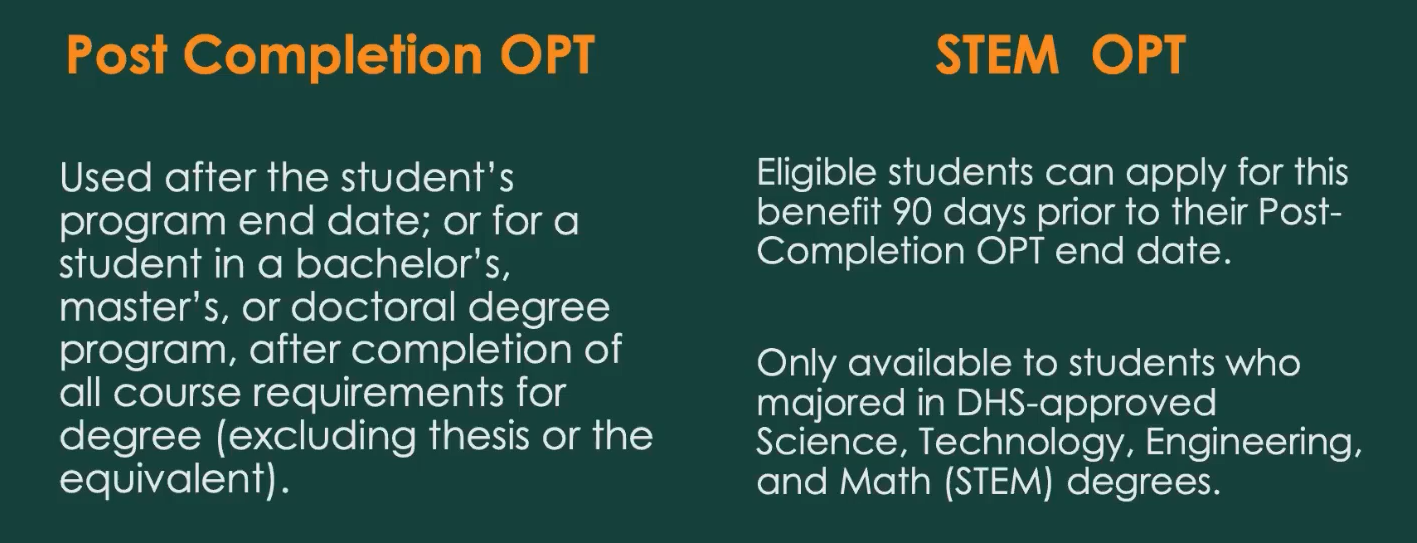 Post Completion OPT
Used after the student's
program end date; or for a
student in a bachelor's,
master's, or doctoral degree
program, after completion of
all course requirements for
degree (excluding thesis or the
equivalent).
STEM OPT
Eligible students can apply for this
benefit 90 days prior to their Post-
Completion OPT end date.
Only available to students who
majored in DHS-approved
Science, Technology, Engineering,
and Math (STEM) degrees.